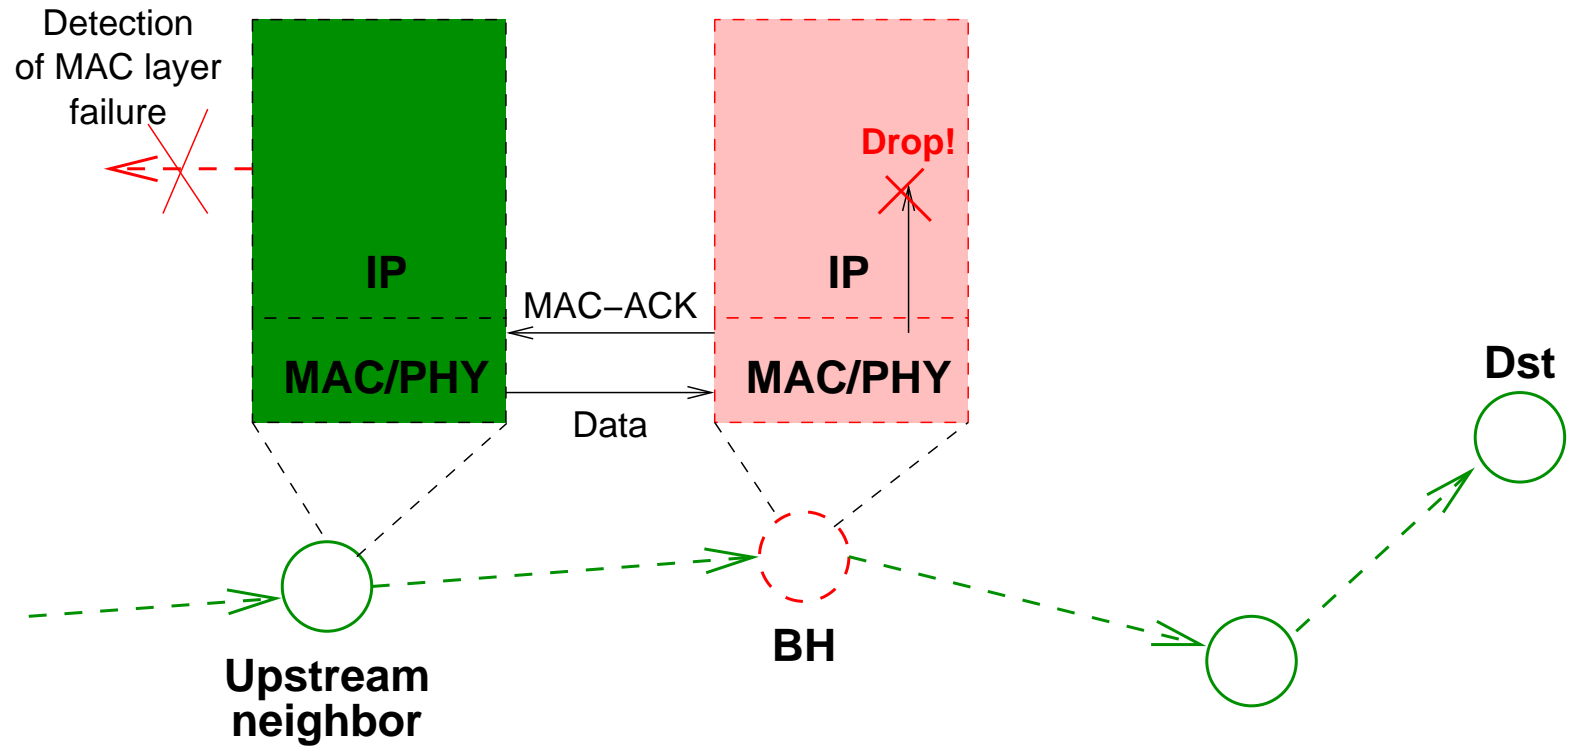 Detection
of MAC layer
failure
Drop!
IP
IP
MAC−ACK
MAC/PHY
MAC/PHY
Data
Dst
BH
Upstream
neighbor